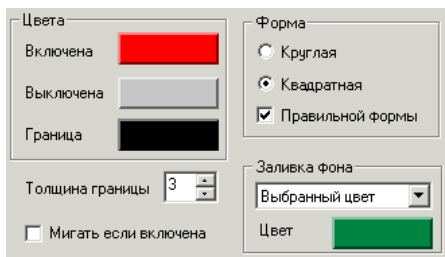 Цвета
Включена
Выключена
Граница
Толщина границы 3
Мигать если включена
Форма
Круглая
Квадратная
Правильной формы
Заливка фона
Выбранный цвет
Цвет